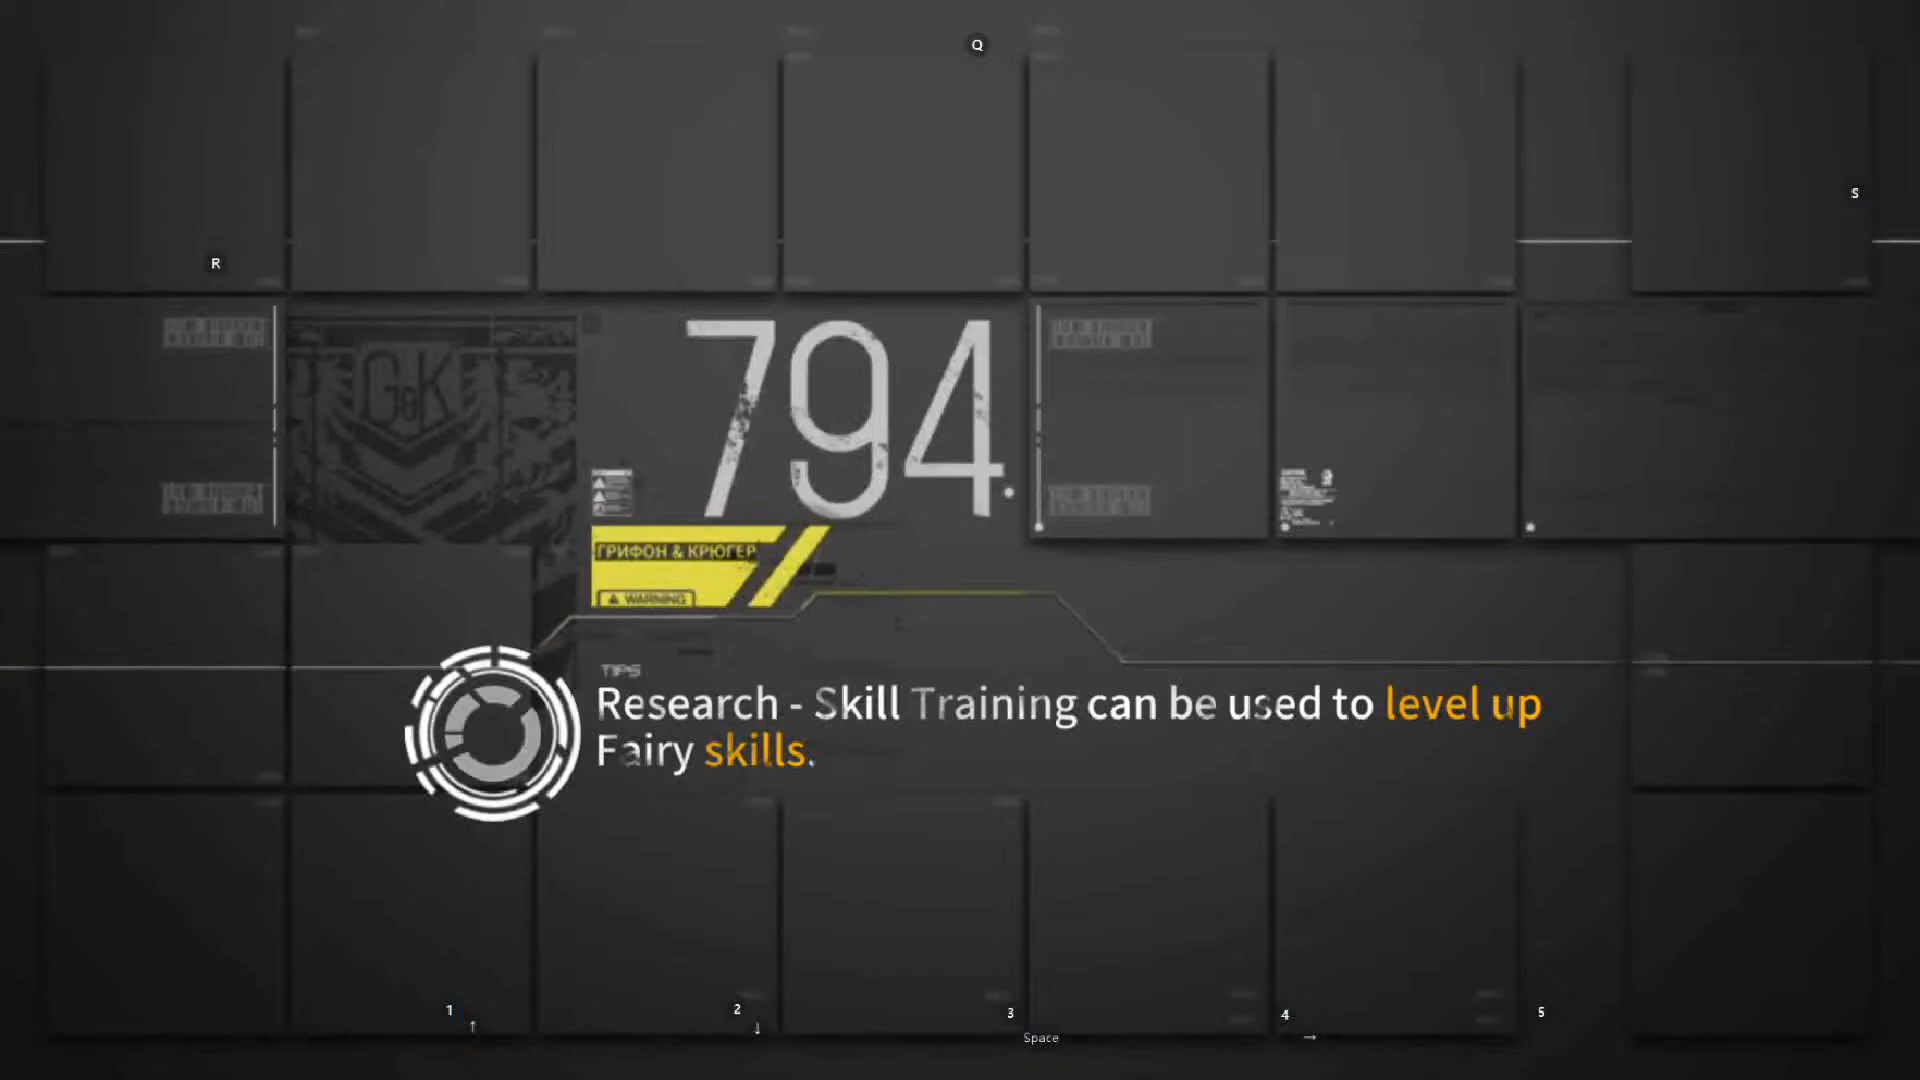 Q
S
R
G&K
794.
ГРИФОН & КРЮГЕР
WARNING
TIPS
Research - Skill Training can be used to level up
Fairy skills.
1
2
3
4
5
↑
↓
Space
→